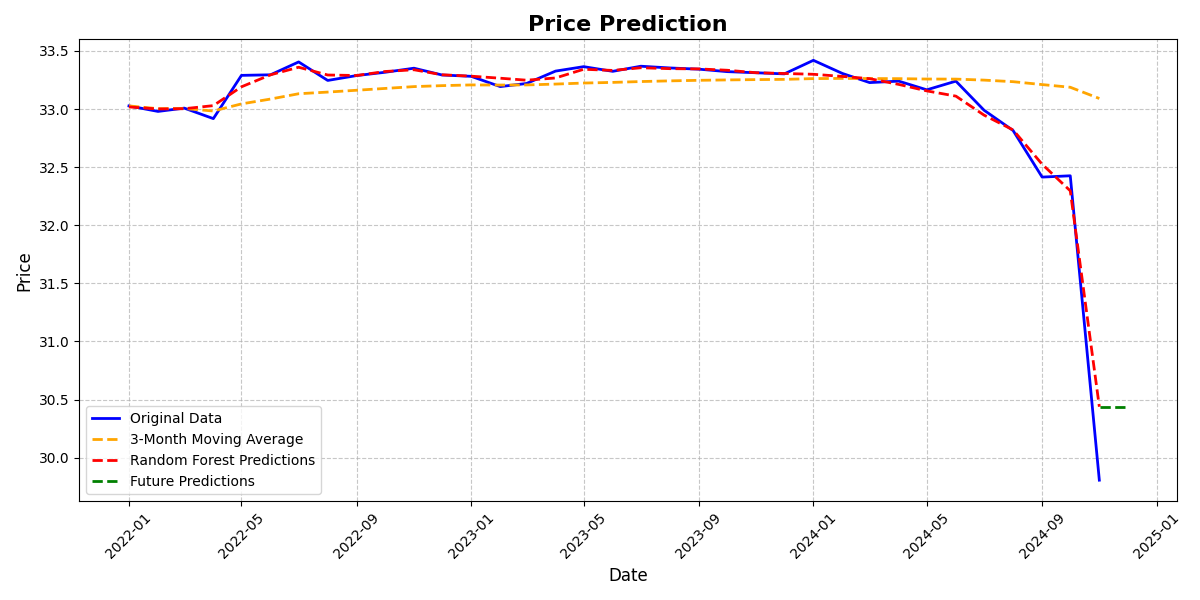 Price Prediction
33.5
33.0
32.5
32.0
31.5
31.0
30.5
30.0
Price
Original Data
3-Month Moving Average
Random Forest Predictions
Future Predictions
2022-01
2022-05
2022-09
2023-01
2023-05
2023-09
2024-01
2024-05
2024-09
2025-01
Date